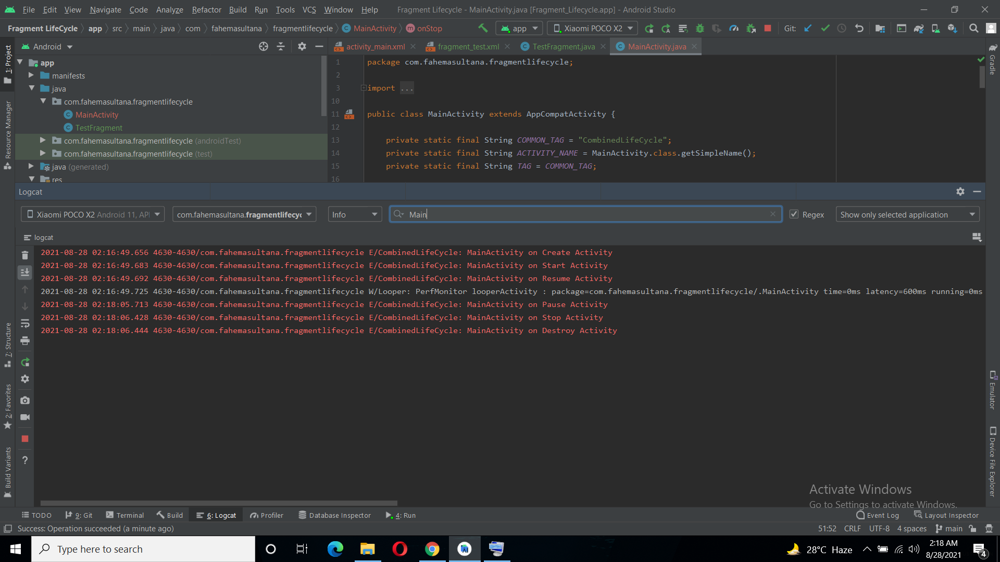 File Edit View Navigate Code Analyze Refactor Build Run Tools VCS Window Help Fragment Lifecycle - MainActivity.java [Fragment_Lifecycle.app] - Android Studio
Fragment LifeCycle app src main java com fahemasultana fragmentlifecycle MainActivity onStop app Xiaomi POCO X2 Git:
Android activity_main.xml fragment_test.xml TestFragment.java MainActivity.java
1: Project
Resource Manager
7: Structure
2: Favorites
Build Variants
app
manifests
java
com.fahemasultana.fragmentlifecycle
MainActivity
TestFragment
com.fahemasultana.fragmentlifecycle (androidTest)
com.fahemasultana.fragmentlifecycle (test)
java (generated)
res
1 package com.fahemasultana.fragmentlifecycle;
2
3 import ...
10
11 public class MainActivity extends AppCompatActivity {
12
13 private static final String COMMON_TAG = "CombinedLifeCycle";
14 private static final String ACTIVITY_NAME = MainActivity.class.getSimpleName();
15 private static final String TAG = COMMON_TAG;
16
Gradle
Emulator
Device File Explorer
Logcat
Xiaomi POCO X2 Android 11, API com.fahemasultana.fragmentlifecyc Info Main Regex Show only selected application
logcat
2021-08-28 02:16:49.656 4630-4630/com.fahemasultana.fragmentlifecycle E/CombinedLifeCycle: MainActivity on Create Activity
2021-08-28 02:16:49.683 4630-4630/com.fahemasultana.fragmentlifecycle E/CombinedLifeCycle: MainActivity on Start Activity
2021-08-28 02:16:49.692 4630-4630/com.fahemasultana.fragmentlifecycle E/CombinedLifeCycle: MainActivity on Resume Activity
2021-08-28 02:16:49.725 4630-4630/com.fahemasultana.fragmentlifecycle W/Looper: PerfMonitor looperActivity : package=com.fahemasultana.fragmentlifecycle/.MainActivity time=0ms latency=600ms running=0ms
2021-08-28 02:18:05.713 4630-4630/com.fahemasultana.fragmentlifecycle E/CombinedLifeCycle: MainActivity on Pause Activity
2021-08-28 02:18:06.428 4630-4630/com.fahemasultana.fragmentlifecycle E/CombinedLifeCycle: MainActivity on Stop Activity
2021-08-28 02:18:06.444 4630-4630/com.fahemasultana.fragmentlifecycle E/CombinedLifeCycle: MainActivity on Destroy Activity
Activate Windows
Go to Settings to activate Windows.
TODO 9: Git Terminal Build 6: Logcat Profiler Database Inspector 4: Run Event Log Layout Inspector
Success: Operation succeeded (a minute ago) 51:52 CRLF UTF-8 4 spaces main
Type here to search 28°C Haze 2:18 AM
8/28/2021 4